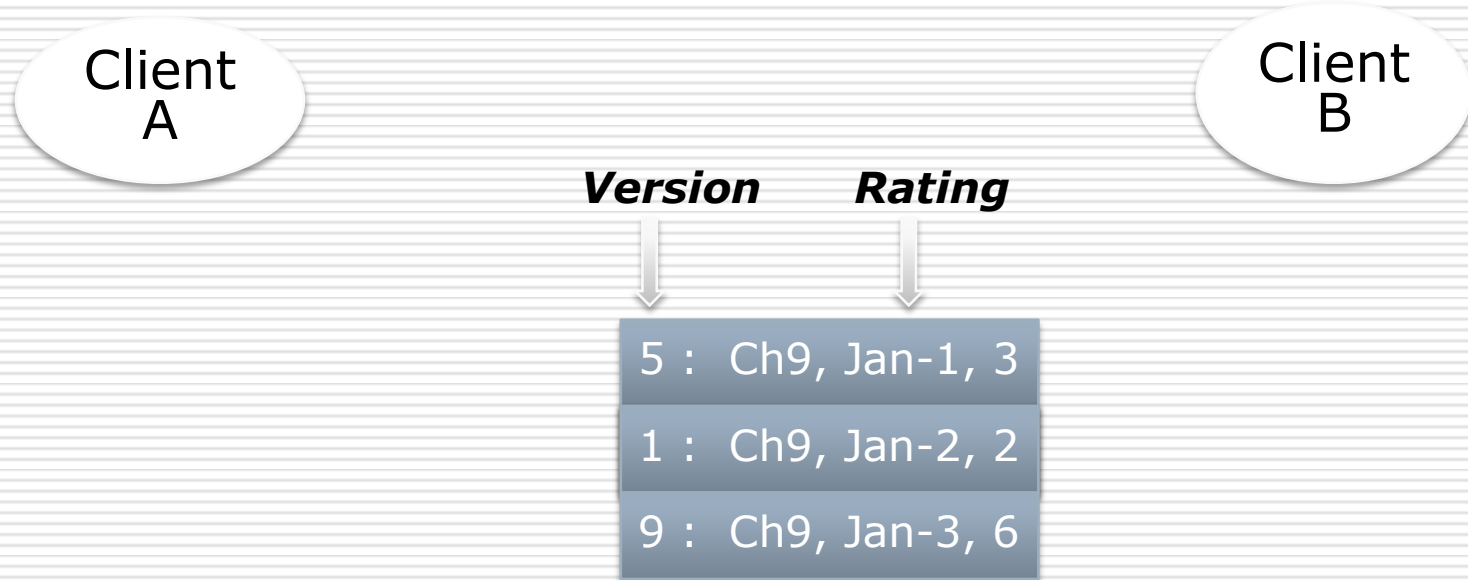 Client
A
Client
B
Version Rating
5 : Ch9, Jan-1, 3
1 : Ch9, Jan-2, 2
9 : Ch9, Jan-3, 6